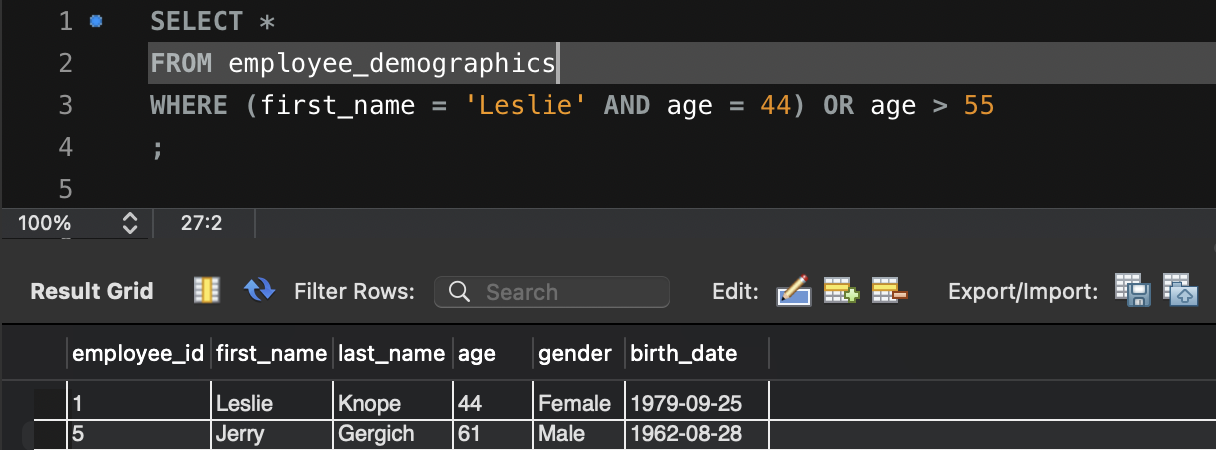 1 SELECT *
2 FROM employee_demographics
3 WHERE (first_name = 'Leslie' AND age = 44) OR age > 55
4 ;
5
100% 27:2
Result Grid Filter Rows: Search Edit: Export/Import:
employee_id first_name last_name age gender birth_date
1 Leslie Knope 44 Female 1979-09-25
5 Jerry Gergich 61 Male 1962-08-28